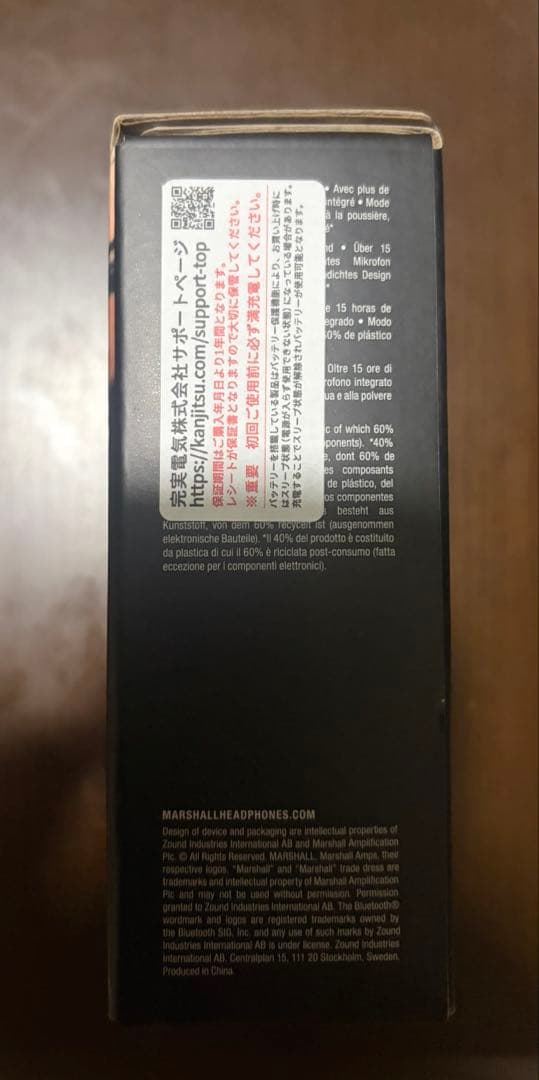 完実電気株式会社サポートページ
https://kanjitsu.com/support-top
保証期間はご購入年月日より1年間となります。
レシートが保証書となりますので大切に保管してください。
※重要 初回ご使用前に必ず満充電してください。
バッテリーを搭載している製品はバッテリー保護機能により、お買い上げ時に
はスリープ状態(電源が入らず使用できない状態)になっている場合があります。
充電することでスリープ状態が解除されバッテリーが使用可能となります。
• Avec plus de
intégré • Mode
à la poussière,
• Über 15
Mikrofon
Design
15 horas de
• Modo
de plástico
Oltre 15 ore di
integrato
e alla polvere
of which 60%
*40%
dont 60% de
composants
de plástico, del
componentes
besteht aus
Kunststoff, von dem 60% recycelt ist (ausgenommen
elektronische Bauteile). *Il 40% del prodotto è costituito
da plastica di cui il 60% è riciclata post-consumo (fatta
eccezione per i componenti elettronici).
MARSHALLHEADPHONES.COM
Design of device and packaging are intellectual properties of
Zound Industries International AB and Marshall Amplification
Plc. © All Rights Reserved. MARSHALL, Marshall Amps, their
respective logos, "Marshall" and "Marshall" trade dress are
trademarks and intellectual property of Marshall Amplification
Plc and may not be used without permission. Permission
granted to Zound Industries International AB. The Bluetooth®
wordmark and logos are registered trademarks owned by
the Bluetooth SIG, Inc. and any use of such marks by Zound
Industries International AB is under license. Zound Industries
International AB, Centralplan 15, 111 20 Stockholm, Sweden.
Produced in China.